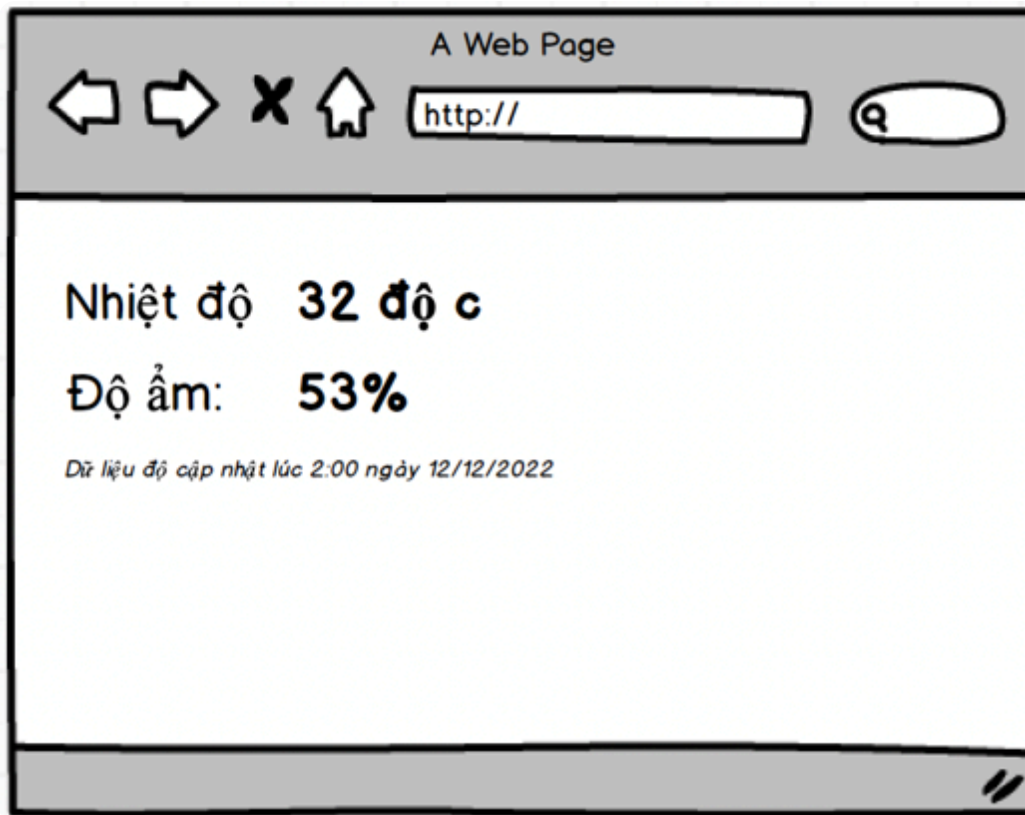 A Web Page
http://
Nhiệt độ 32 độ c
Độ ẩm: 53%
Dữ liệu độ cập nhật lúc 2:00 ngày 12/12/2022